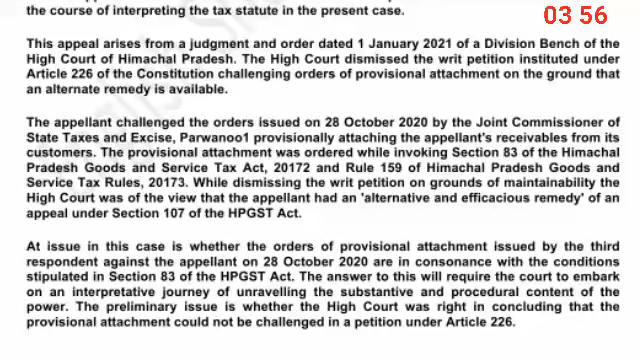 the course of interpreting the tax statute in the present case.
03 56
This appeal arises from a judgment and order dated 1 January 2021 of a Division Bench of the
High Court of Himachal Pradesh. The High Court dismissed the writ petition instituted under
Article 226 of the Constitution challenging orders of provisional attachment on the ground that
an alternate remedy is available.
The appellant challenged the orders issued on 28 October 2020 by the Joint Commissioner of
State Taxes and Excise, Parwanoo1 provisionally attaching the appellant's receivables from its
customers. The provisional attachment was ordered while invoking Section 83 of the Himachal
Pradesh Goods and Service Tax Act, 20172 and Rule 159 of Himachal Pradesh Goods and
Service Tax Rules, 20173. While dismissing the writ petition on grounds of maintainability the
High Court was of the view that the appellant had an 'alternative and efficacious remedy' of an
appeal under Section 107 of the HPGST Act.
At issue in this case is whether the orders of provisional attachment issued by the third
respondent against the appellant on 28 October 2020 are in consonance with the conditions
stipulated in Section 83 of the HPGST Act. The answer to this will require the court to embark
on an interpretative journey of unravelling the substantive and procedural content of the
power. The preliminary issue is whether the High Court was right in concluding that the
provisional attachment could not be challenged in a petition under Article 226.